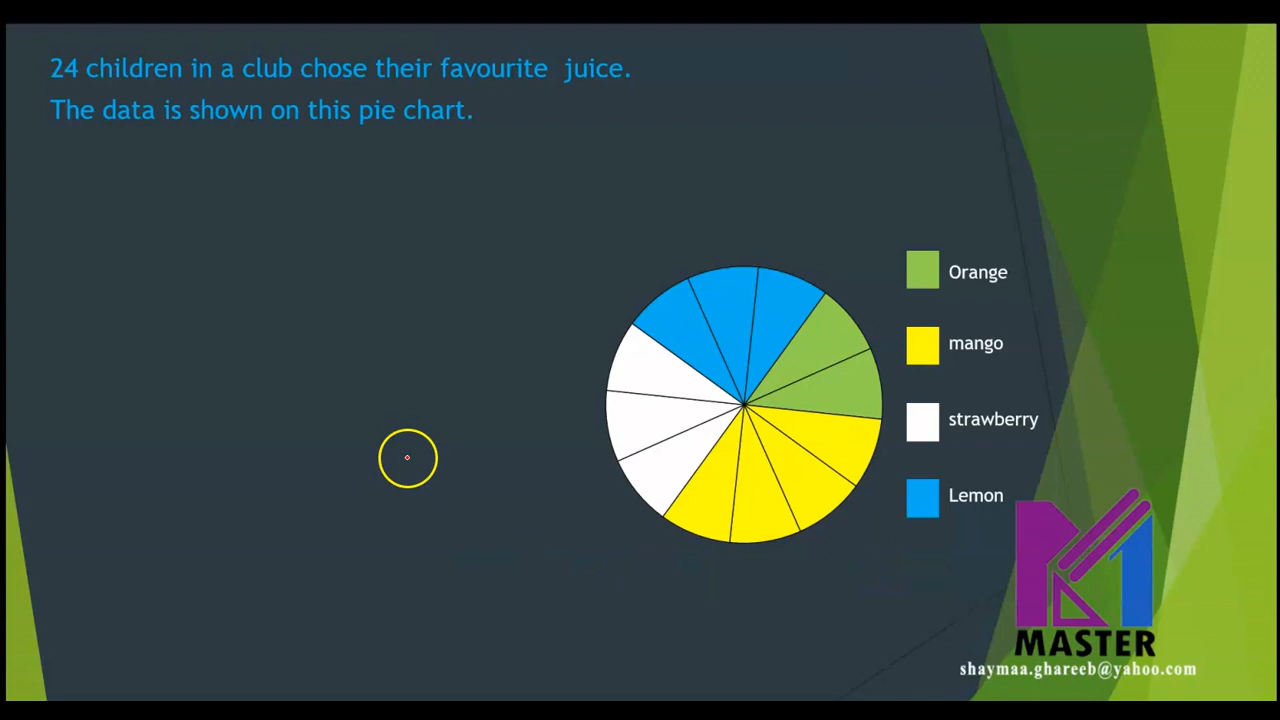 24 children in a club chose their favourite juice.
The data is shown on this pie chart.
Orange
mango
strawberry
Lemon
MASTER
shaymaa.ghareeb@yahoo.com